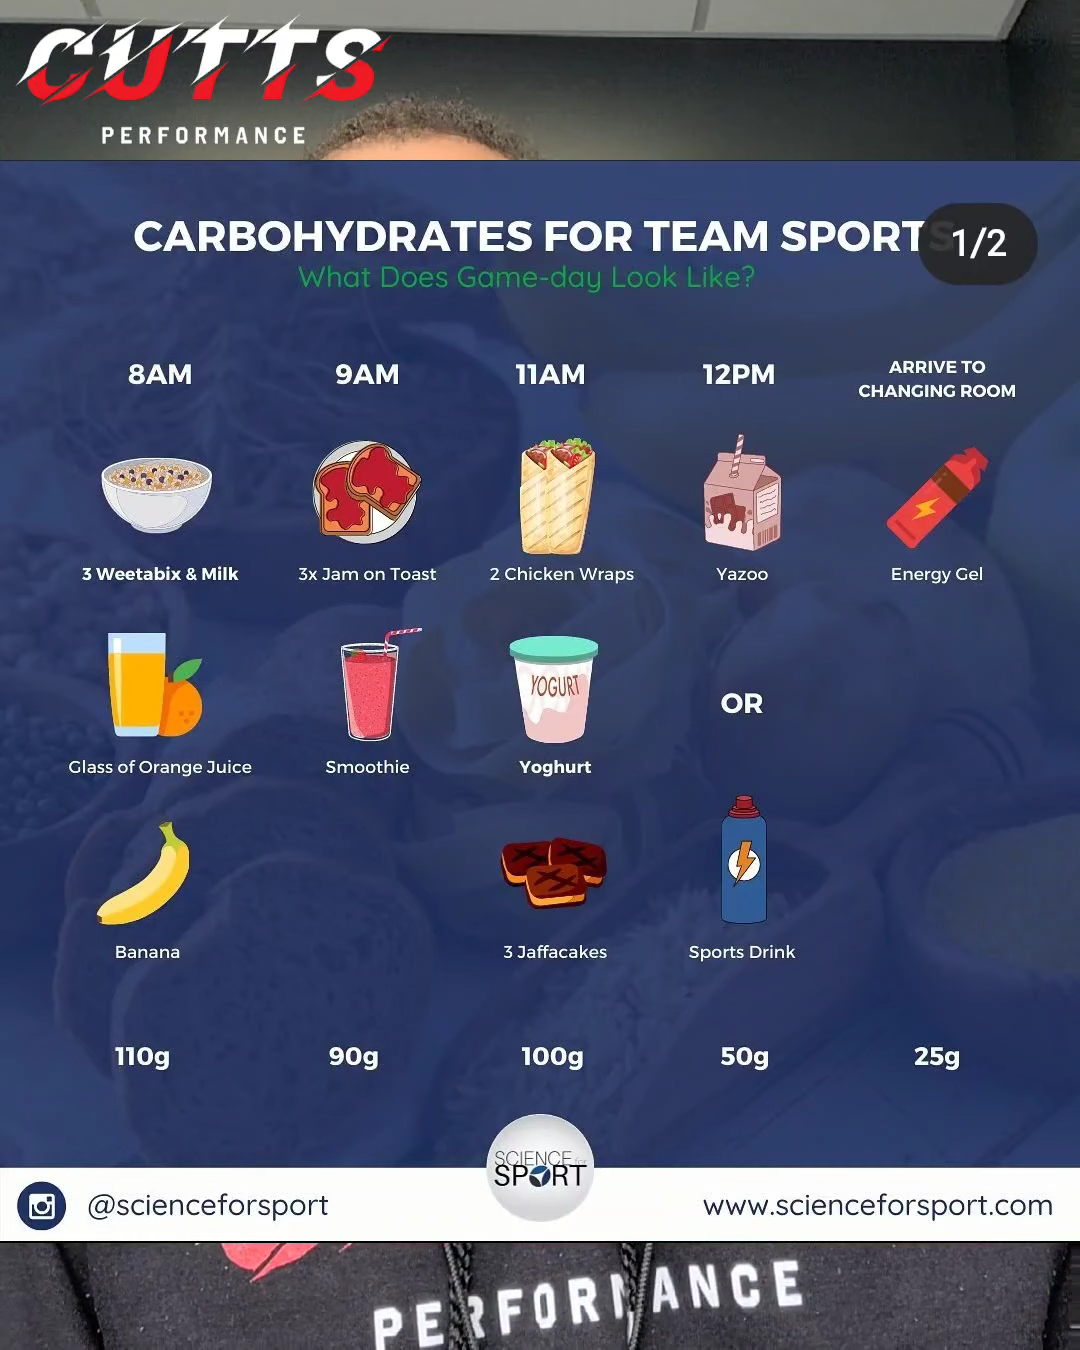 CUTTS
PERFORMANCE
CARBOHYDRATES FOR TEAM SPORTS
1/2
What Does Game-day Look Like?
8AM
9AM
11AM
12PM
ARRIVE TO
CHANGING ROOM
3 Weetabix & Milk
3x Jam on Toast
2 Chicken Wraps
Yazoo
Energy Gel
YOGURT
OR
Glass of Orange Juice
Smoothie
Yoghurt
Banana
3 Jaffacakes
Sports Drink
110g
90g
100g
50g
25g
SCIENCE for
SPORT
@scienceforsport
www.scienceforsport.com
PERFORMANCE